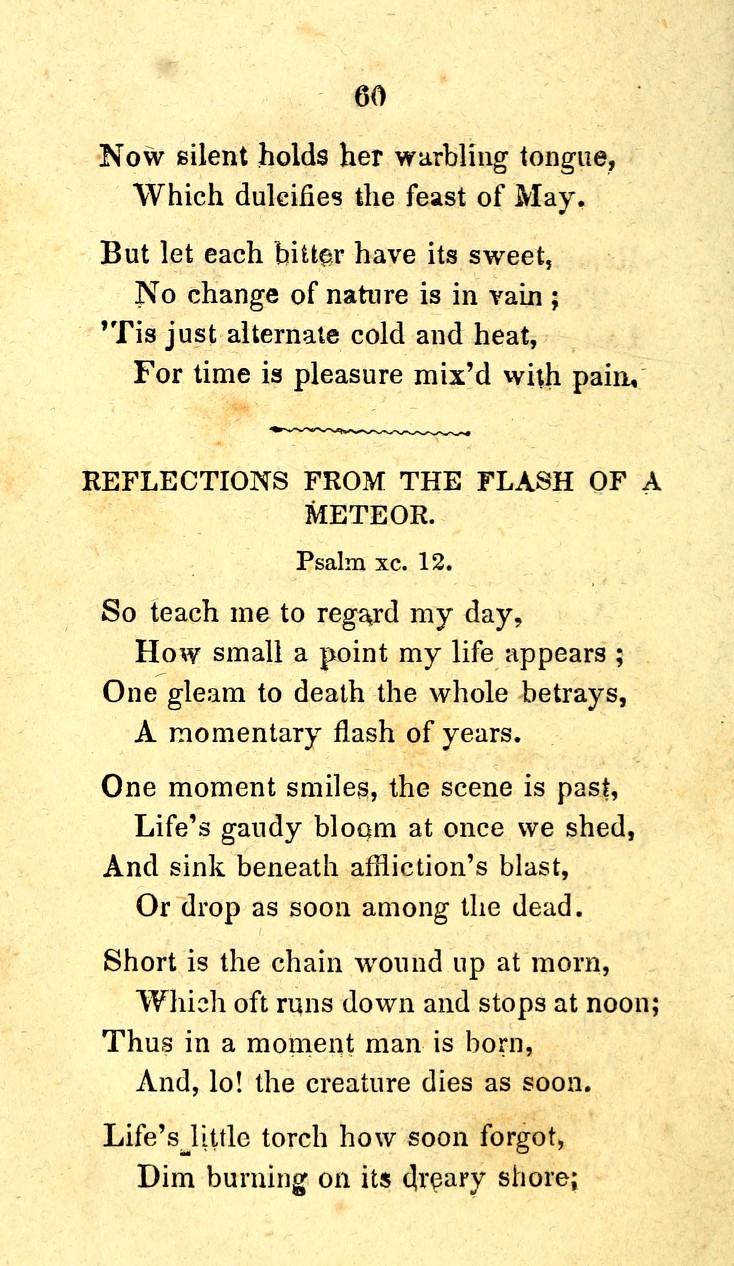 60
Now silent holds her warbling tongue,
Which dulcifies the feast of May.
But let each bitter have its sweet,
No change of nature is in vain ;
'Tis just alternate cold and heat,
For time is pleasure mix'd with pain.
REFLECTIONS FROM THE FLASH OF A
METEOR.
Psalm xc. 12.
So teach me to regard my day,
How small a point my life appears ;
One gleam to death the whole betrays,
A momentary flash of years.
One moment smiles, the scene is past,
Life's gaudy bloom at once we shed,
And sink beneath affliction's blast,
Or drop as soon among the dead.
Short is the chain wound up at morn,
Which oft runs down and stops at noon;
Thus in a moment man is born,
And, lo! the creature dies as soon.
Life's little torch how soon forgot,
Dim burning on its dreary shore;